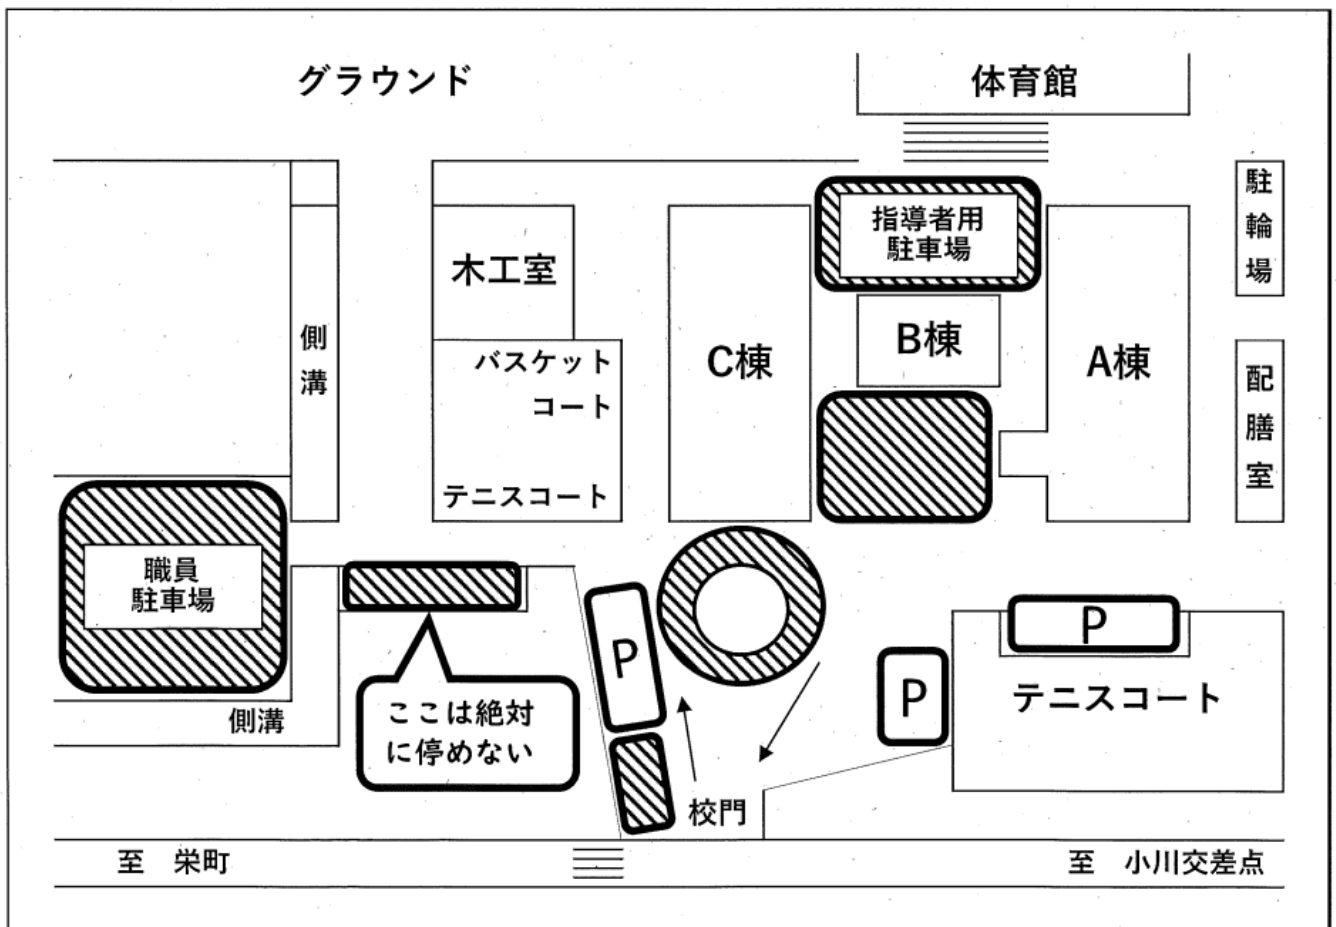 グラウンド
体育館
駐輪場
指導者用
駐車場
木工室
側溝
バスケット
コート
C棟
B棟
A棟
配膳室
テニスコート
職員
駐車場
P
P
P
テニスコート
側溝
ここは絶対
に停めない
校門
至 栄町
至 小川交差点